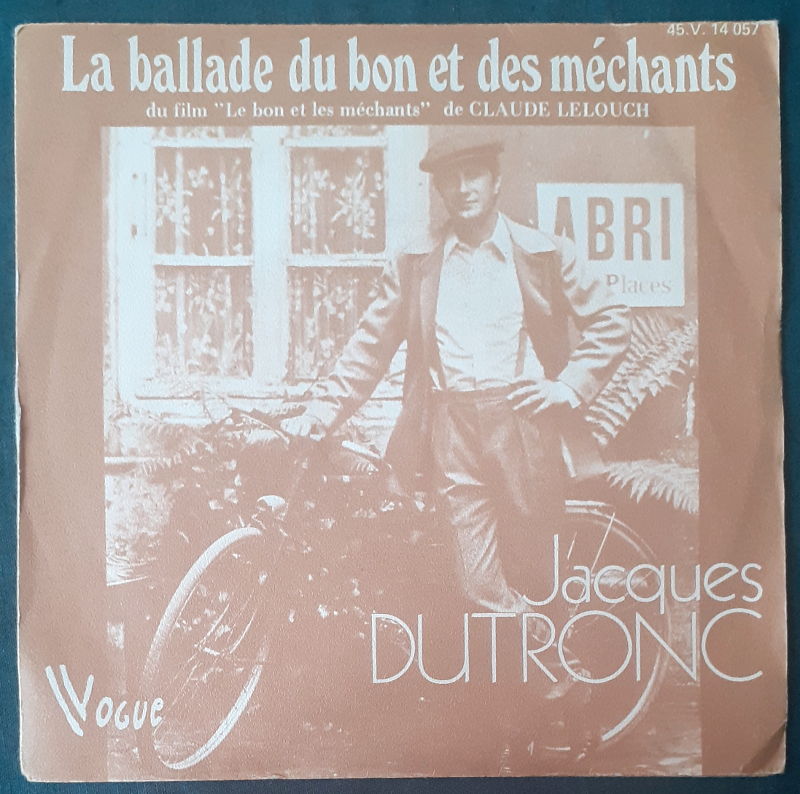 45.V. 14 057
La ballade du bon et des méchants
du film "Le bon et les méchants" de CLAUDE LELOUCH
ABRI
Places
Jacques
DUTRONC
Vogue